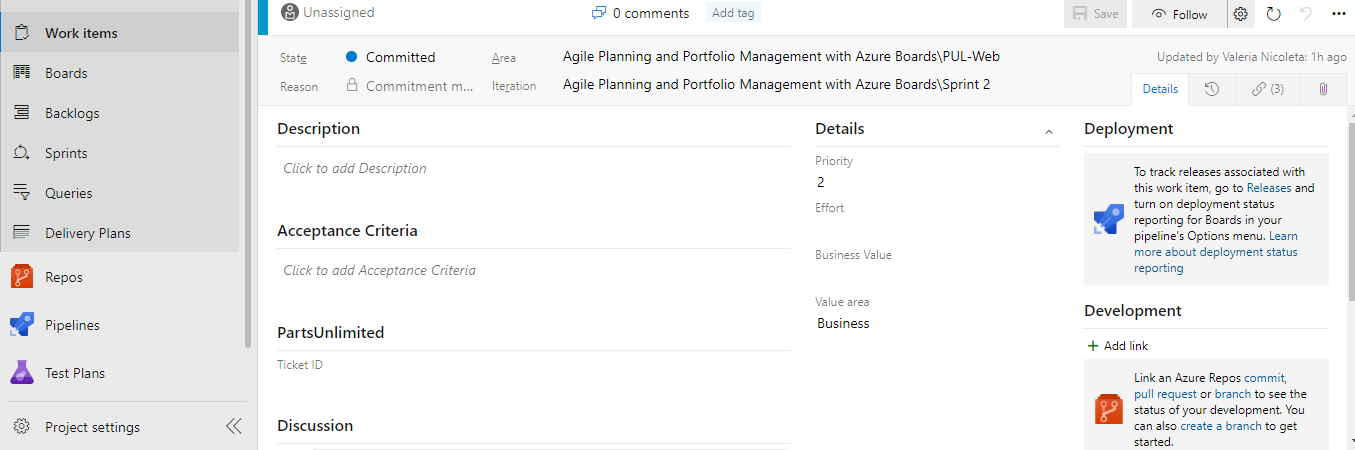 Work items
Boards
Backlogs
Sprints
Queries
Delivery Plans
Repos
Pipelines
Test Plans
Project settings
Unassigned
0 comments
Add tag
Save
Follow
State
Committed
Area
Agile Planning and Portfolio Management with Azure Boards\PUL-Web
Updated by Valeria Nicoleta: 1h ago
Reason
Commitment m...
Iteration
Agile Planning and Portfolio Management with Azure Boards\Sprint 2
Details
(3)
Description
Click to add Description
Acceptance Criteria
Click to add Acceptance Criteria
PartsUnlimited
Ticket ID
Discussion
Details
Priority
2
Effort
Business Value
Value area
Business
Deployment
To track releases associated with
this work item, go to Releases and
turn on deployment status
reporting for Boards in your
pipeline's Options menu. Learn
more about deployment status
reporting
Development
Add link
Link an Azure Repos commit,
pull request or branch to see the
status of your development. You
can also create a branch to get
started.